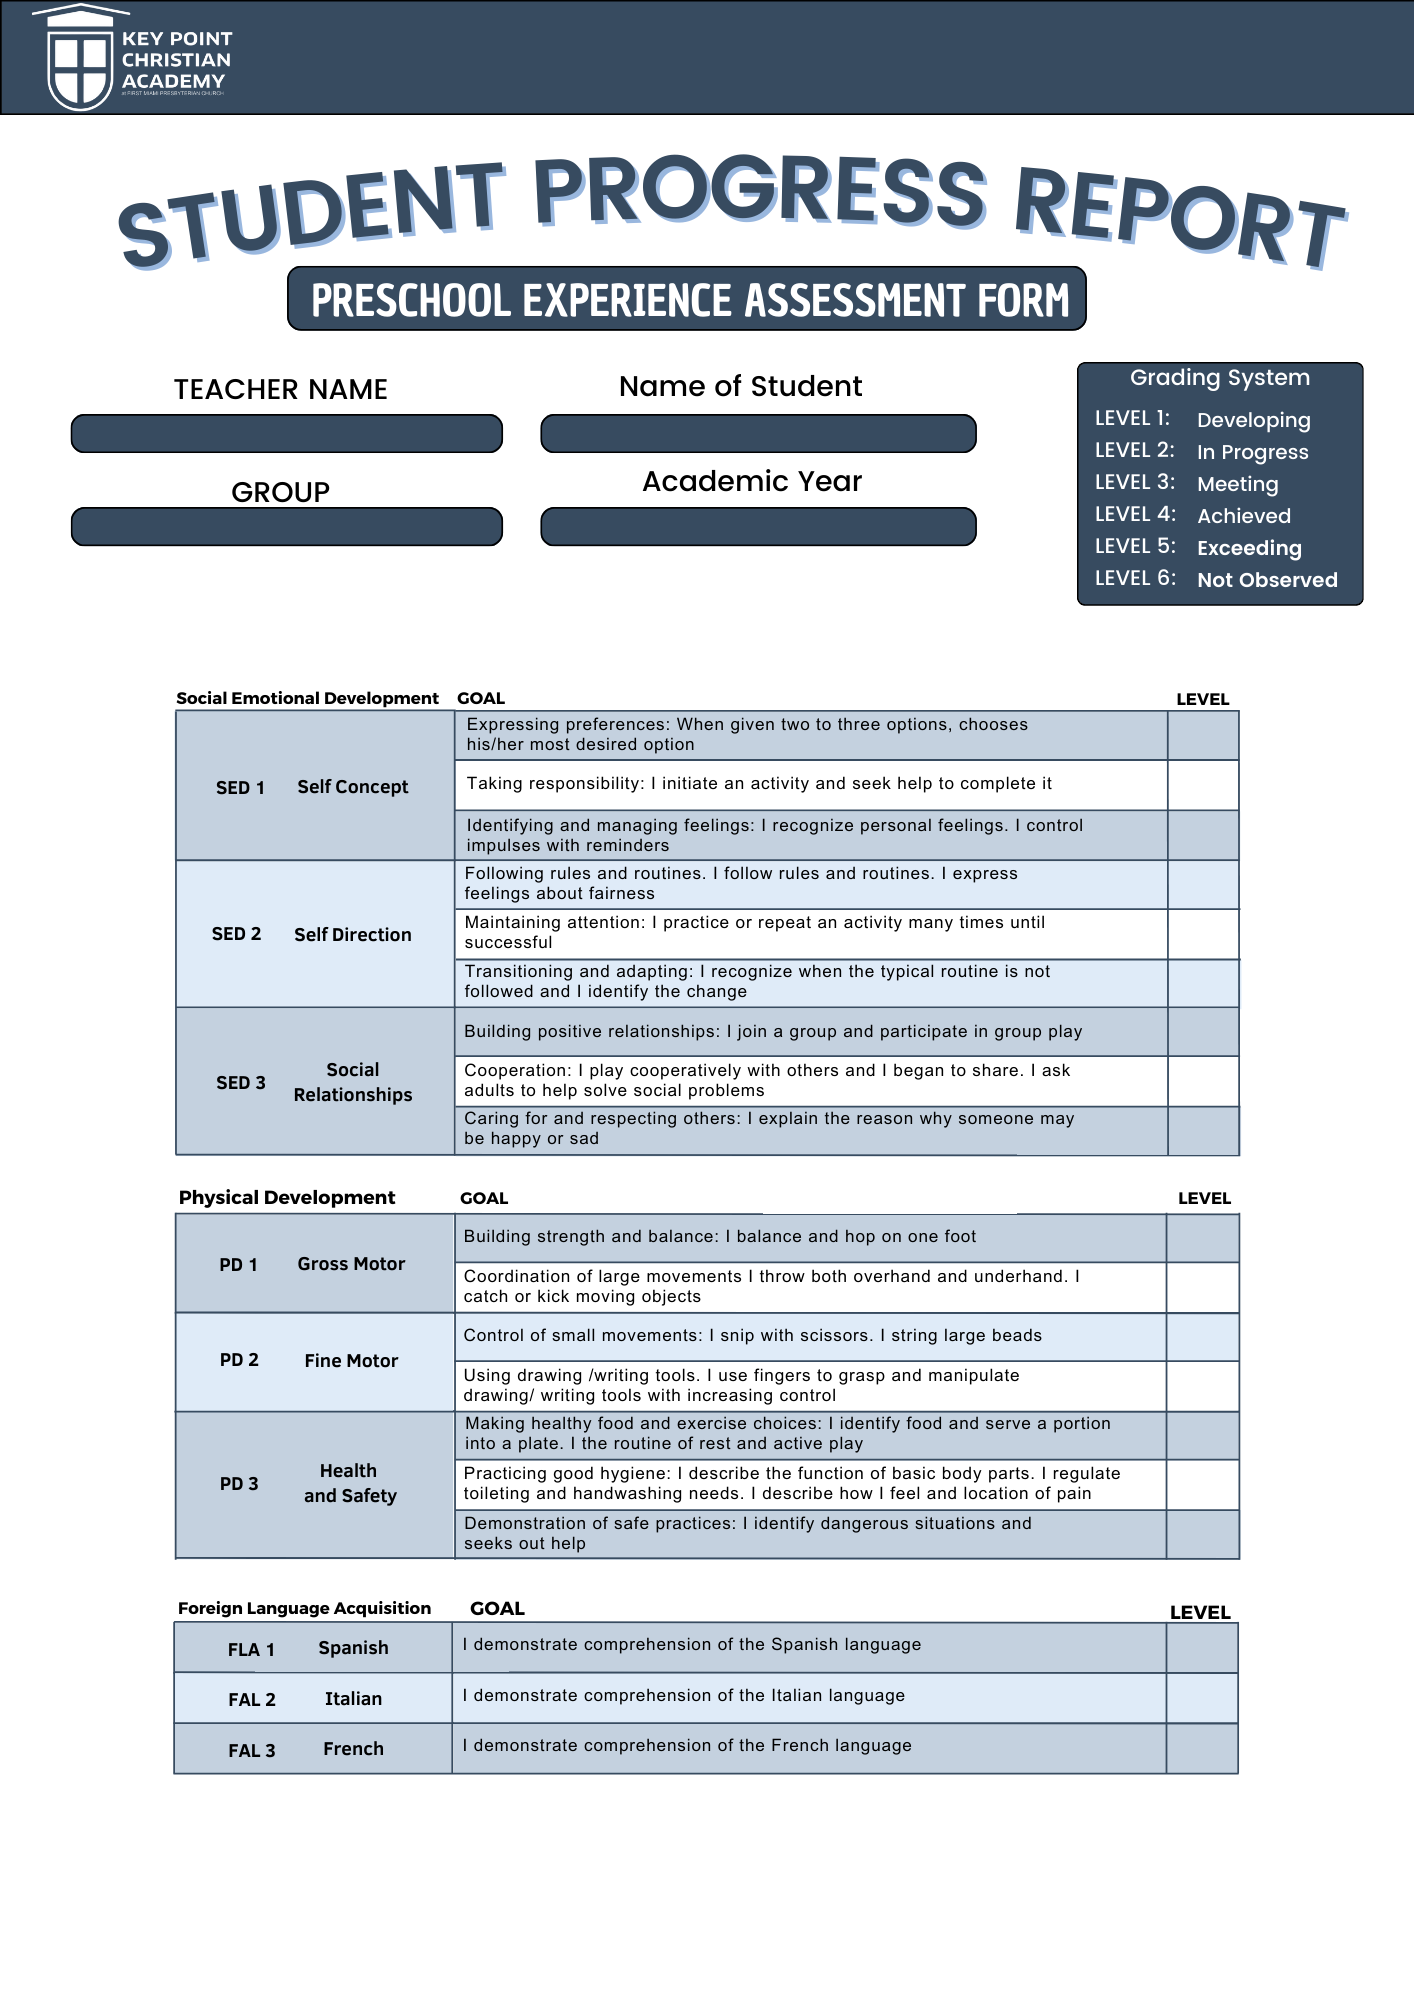 KEY POINT
CHRISTIAN
ACADEMY
at FIRST MIAMI PRESBYTERIAN CHURCH
STUDENT PROGRESS REPORT
PRESCHOOL EXPERIENCE ASSESSMENT FORM
TEACHER NAME
Name of Student
GROUP
Academic Year
Grading System
LEVEL 1: Developing
LEVEL 2: In Progress
LEVEL 3: Meeting
LEVEL 4: Achieved
LEVEL 5: Exceeding
LEVEL 6: Not Observed
Social Emotional Development GOAL LEVEL
SED 1 Self Concept
Expressing preferences: When given two to three options, chooses
his/her most desired option
Taking responsibility: I initiate an activity and seek help to complete it
Identifying and managing feelings: I recognize personal feelings. I control
impulses with reminders
SED 2 Self Direction
Following rules and routines. I follow rules and routines. I express
feelings about fairness
Maintaining attention: I practice or repeat an activity many times until
successful
Transitioning and adapting: I recognize when the typical routine is not
followed and I identify the change
SED 3 Social
Relationships
Building positive relationships: I join a group and participate in group play
Cooperation: I play cooperatively with others and I began to share. I ask
adults to help solve social problems
Caring for and respecting others: I explain the reason why someone may
be happy or sad
Physical Development GOAL LEVEL
PD 1 Gross Motor
Building strength and balance: I balance and hop on one foot
Coordination of large movements I throw both overhand and underhand. I
catch or kick moving objects
PD 2 Fine Motor
Control of small movements: I snip with scissors. I string large beads
Using drawing /writing tools. I use fingers to grasp and manipulate
drawing/ writing tools with increasing control
PD 3 Health
and Safety
Making healthy food and exercise choices: I identify food and serve a portion
into a plate. I the routine of rest and active play
Practicing good hygiene: I describe the function of basic body parts. I regulate
toileting and handwashing needs. I describe how I feel and location of pain
Demonstration of safe practices: I identify dangerous situations and
seeks out help
Foreign Language Acquisition GOAL LEVEL
FLA 1 Spanish I demonstrate comprehension of the Spanish language
FAL 2 Italian I demonstrate comprehension of the Italian language
FAL 3 French I demonstrate comprehension of the French language